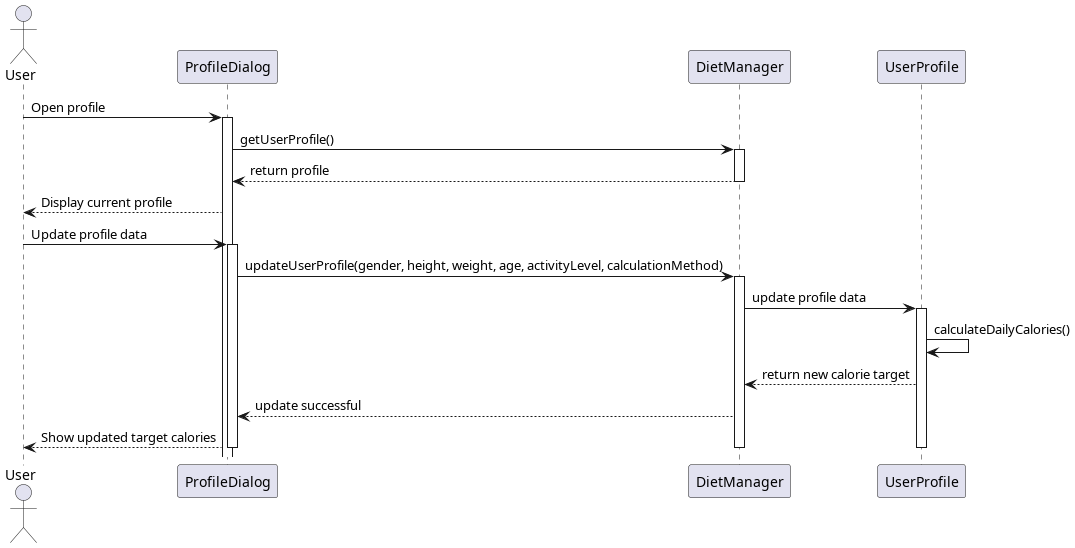 User
ProfileDialog
DietManager
UserProfile
Open profile
getUserProfile()
return profile
Display current profile
Update profile data
updateUserProfile(gender, height, weight, age, activityLevel, calculationMethod)
update profile data
calculateDailyCalories()
return new calorie target
update successful
Show updated target calories
User
ProfileDialog
DietManager
UserProfile